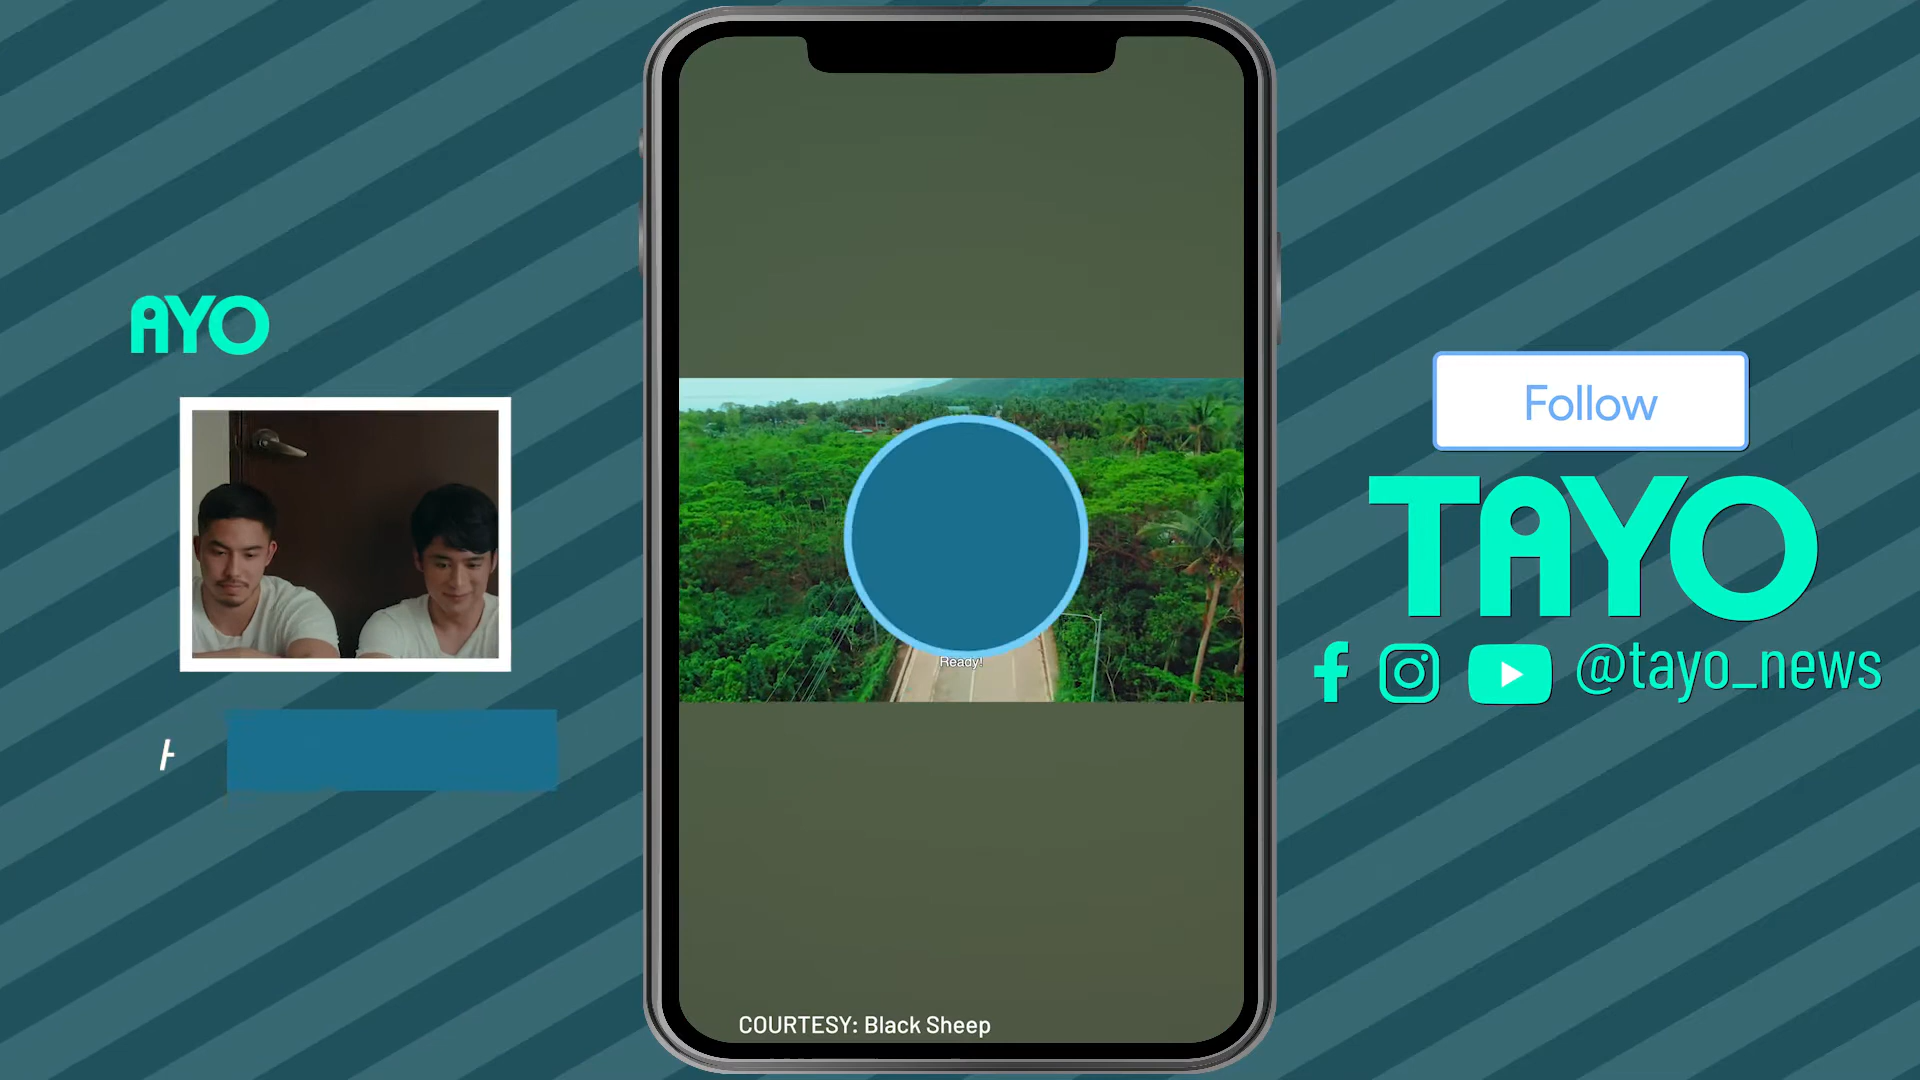 AYO
Ready!
COURTESY: Black Sheep
Follow
TAYO
@tayo_news